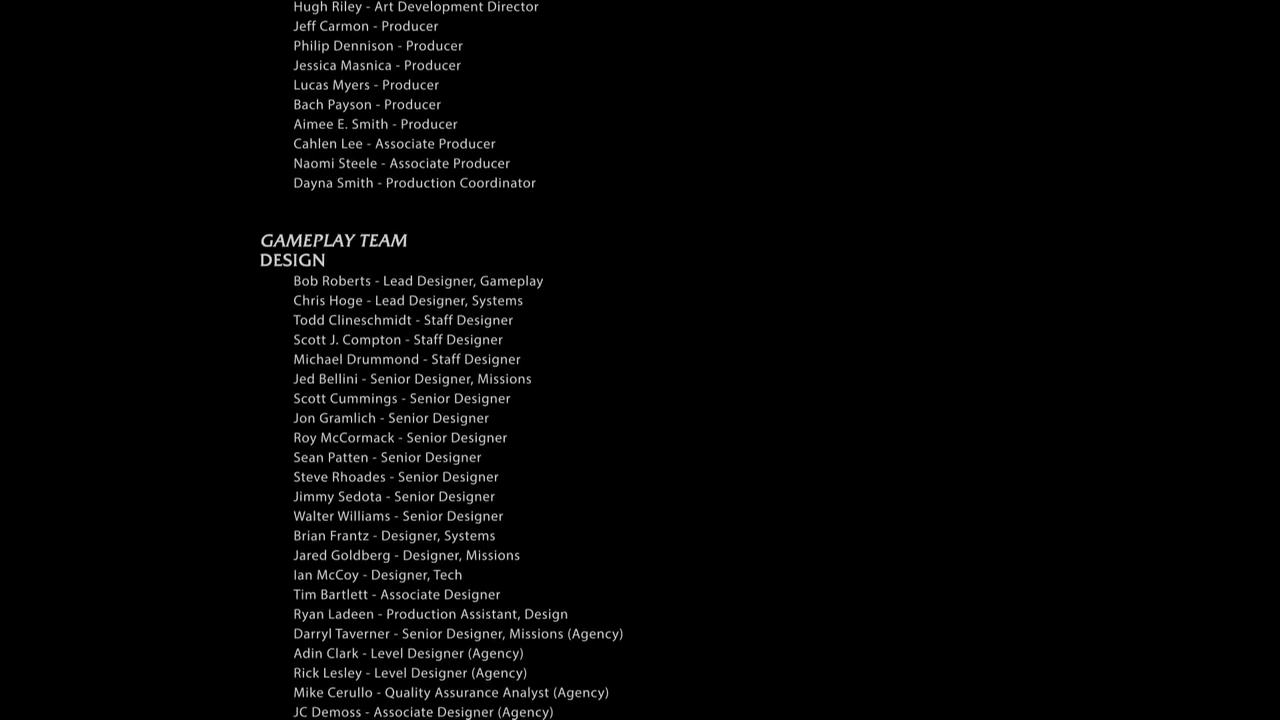 Hugh Riley - Art Development Director
Jeff Carmon - Producer
Philip Dennison - Producer
Jessica Masnica - Producer
Lucas Myers - Producer
Bach Payson - Producer
Aimee E. Smith - Producer
Cahlen Lee - Associate Producer
Naomi Steele - Associate Producer
Dayna Smith - Production Coordinator
GAMEPLAY TEAM
DESIGN
Bob Roberts - Lead Designer, Gameplay
Chris Hoge - Lead Designer, Systems
Todd Clineschmidt - Staff Designer
Scott J. Compton - Staff Designer
Michael Drummond - Staff Designer
Jed Bellini - Senior Designer, Missions
Scott Cummings - Senior Designer
Jon Gramlich - Senior Designer
Roy McCormack - Senior Designer
Sean Patten - Senior Designer
Steve Rhoades - Senior Designer
Jimmy Sedota - Senior Designer
Walter Williams - Senior Designer
Brian Frantz - Designer, Systems
Jared Goldberg - Designer, Missions
Ian McCoy - Designer, Tech
Tim Bartlett - Associate Designer
Ryan Ladeen - Production Assistant, Design
Darryl Taverner - Senior Designer, Missions (Agency)
Adin Clark - Level Designer (Agency)
Rick Lesley - Level Designer (Agency)
Mike Cerullo - Quality Assurance Analyst (Agency)
JC Demoss - Associate Designer (Agency)